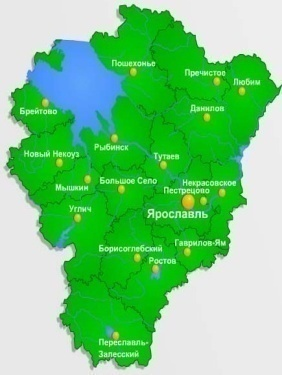 Пошехонье
Пречистое
Любим
Брейтово
Данилов
Рыбинск
Новый Некоуз
Тутаев
Мышкин
Большое Село
Некрасовское
Пестрецово
Углич
Ярославль
Гаврилов-Ям
Борисоглебский
Ростов
Переславль-
Залесский